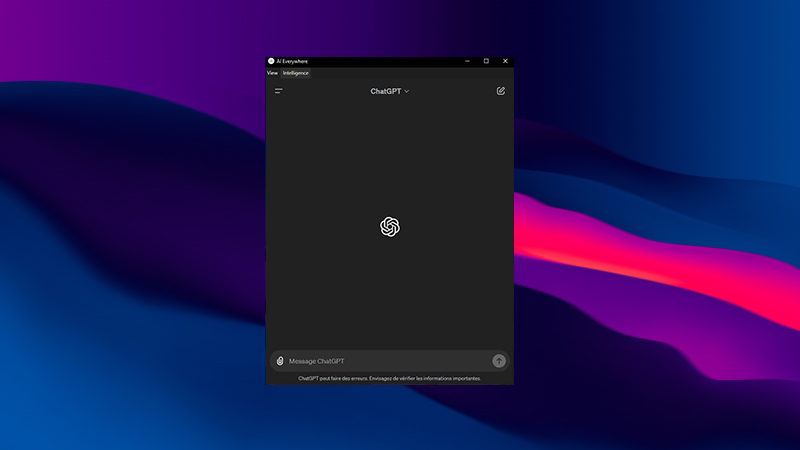 AI Everywhere
View Intelligence
ChatGPT
Message ChatGPT
ChatGPT peut faire des erreurs. Envisagez de vérifier les informations importantes.